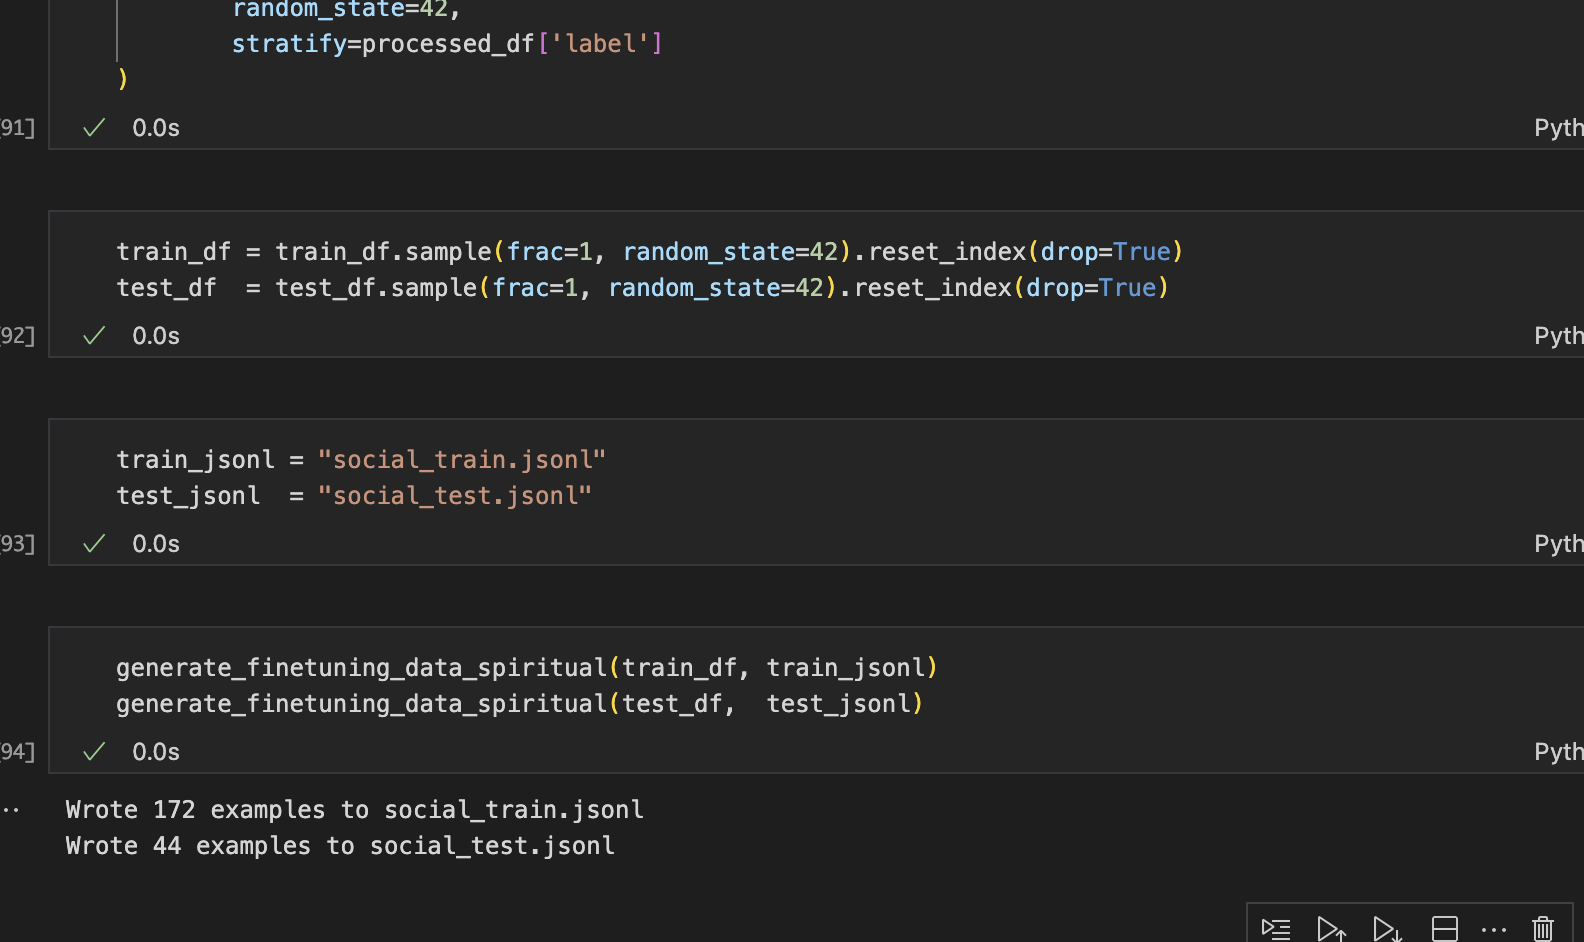 random_state=42,
stratify=processed_df['label']
)
91]
0.0s
Pyth
train_df = train_df.sample(frac=1, random_state=42).reset_index(drop=True)
test_df  = test_df.sample(frac=1, random_state=42).reset_index(drop=True)
92]
0.0s
Pyth
train_jsonl = "social_train.jsonl"
test_jsonl  = "social_test.jsonl"
93]
0.0s
Pyth
generate_finetuning_data_spiritual(train_df, train_jsonl)
generate_finetuning_data_spiritual(test_df,  test_jsonl)
94]
0.0s
Pyth
Wrote 172 examples to social_train.jsonl
Wrote 44 examples to social_test.jsonl